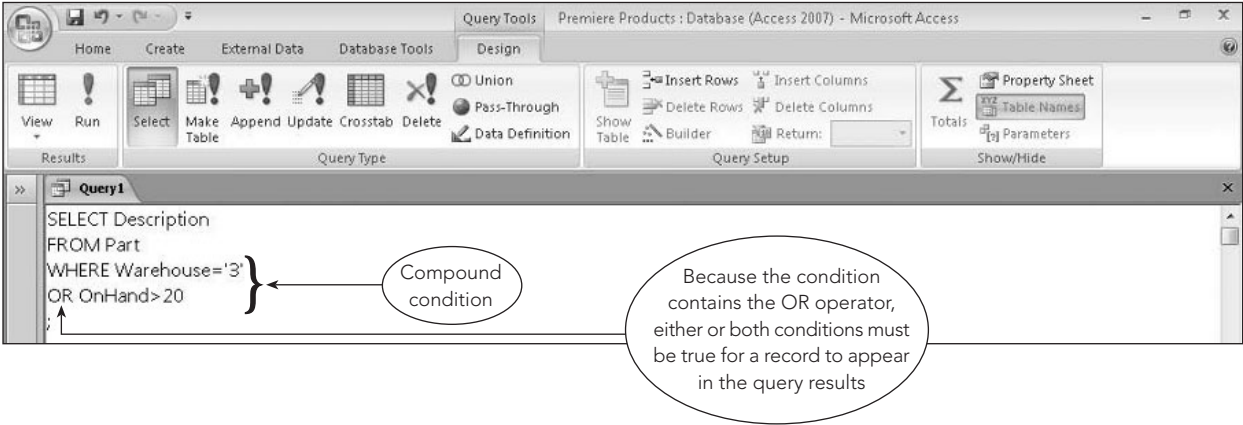 Query Tools Premiere Products : Database (Access 2007) - Microsoft Access
Home Create External Data Database Tools Design
View
Run
Select
Make Table
Append
Update
Crosstab
Delete
Union
Pass-Through
Data Definition
Show Table
Insert Rows
Delete Rows
Builder
Insert Columns
Delete Columns
Return:
Totals
Property Sheet
Table Names
Parameters
Results
Query Type
Query Setup
Show/Hide
Query1
SELECT Description
FROM Part
WHERE Warehouse='3'
OR OnHand>20
;
Compound
condition
Because the condition
contains the OR operator,
either or both conditions must
be true for a record to appear
in the query results